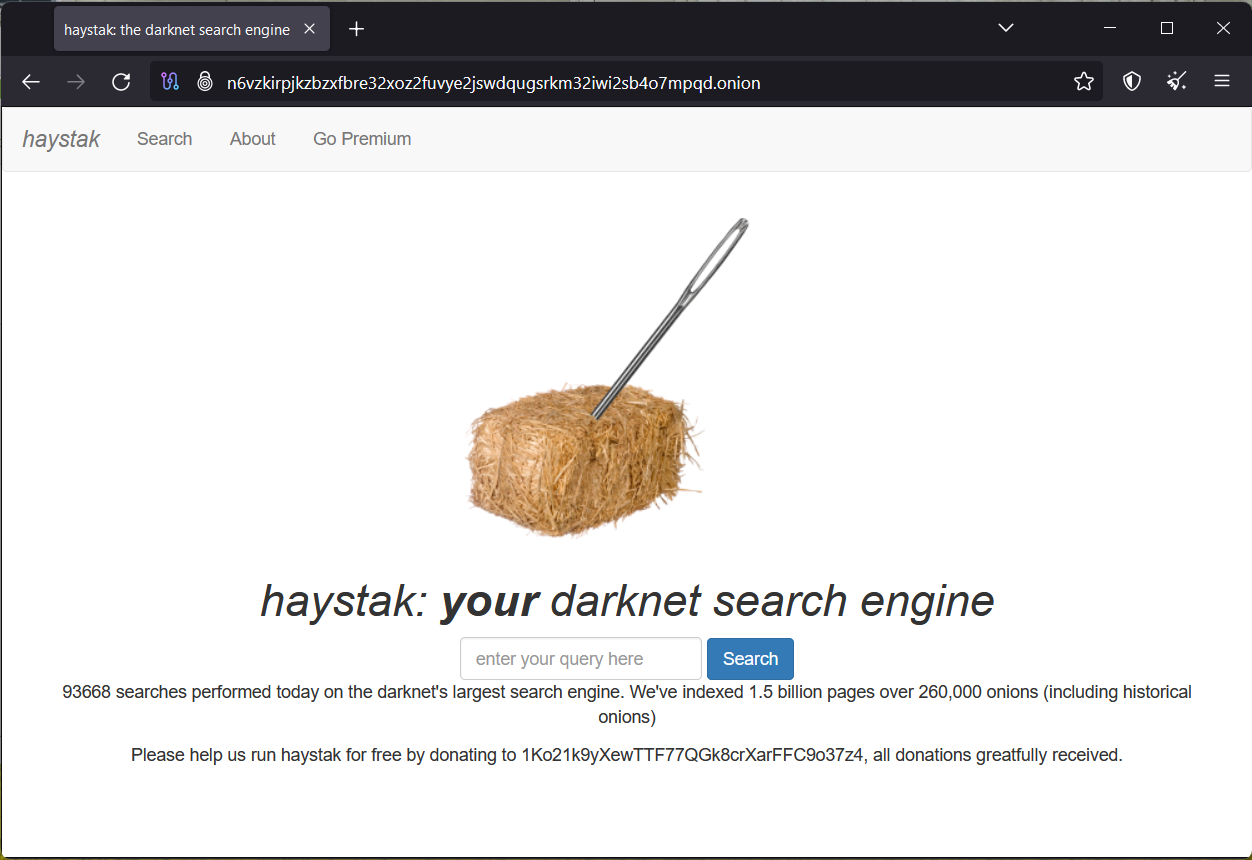 haystak: the darknet search engine
n6vzkirpjkzbzxfbre32xoz2fuvye2jswdqugsrkm32iwi2sb4o7mpqd.onion
haystak Search About Go Premium
haystak: your darknet search engine
enter your query here Search
93668 searches performed today on the darknet's largest search engine. We've indexed 1.5 billion pages over 260,000 onions (including historical
onions)
Please help us run haystak for free by donating to 1Ko21k9yXewTTF77QGk8crXarFFC9o37z4, all donations greatfully received.